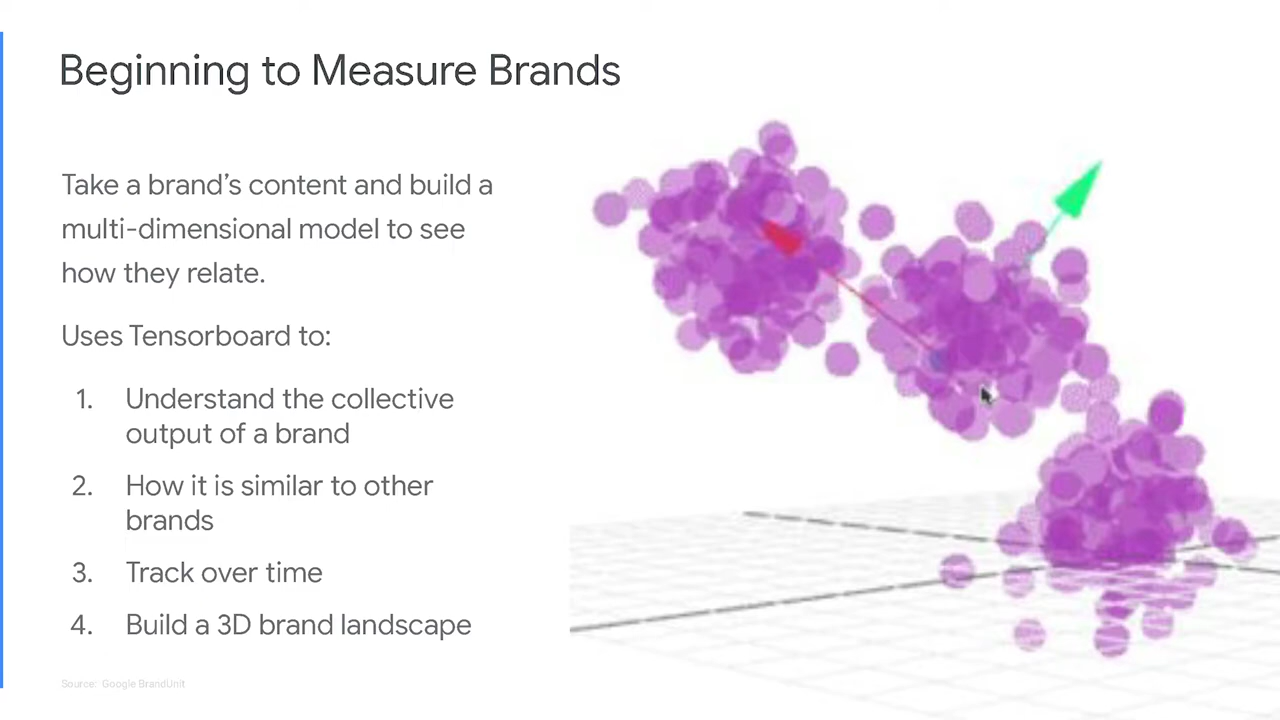 Beginning to Measure Brands
Take a brand’s content and build a
multi-dimensional model to see
how they relate.
Uses Tensorboard to:
1. Understand the collective
output of a brand
2. How it is similar to other
brands
3. Track over time
4. Build a 3D brand landscape
Source: Google BrandUnit